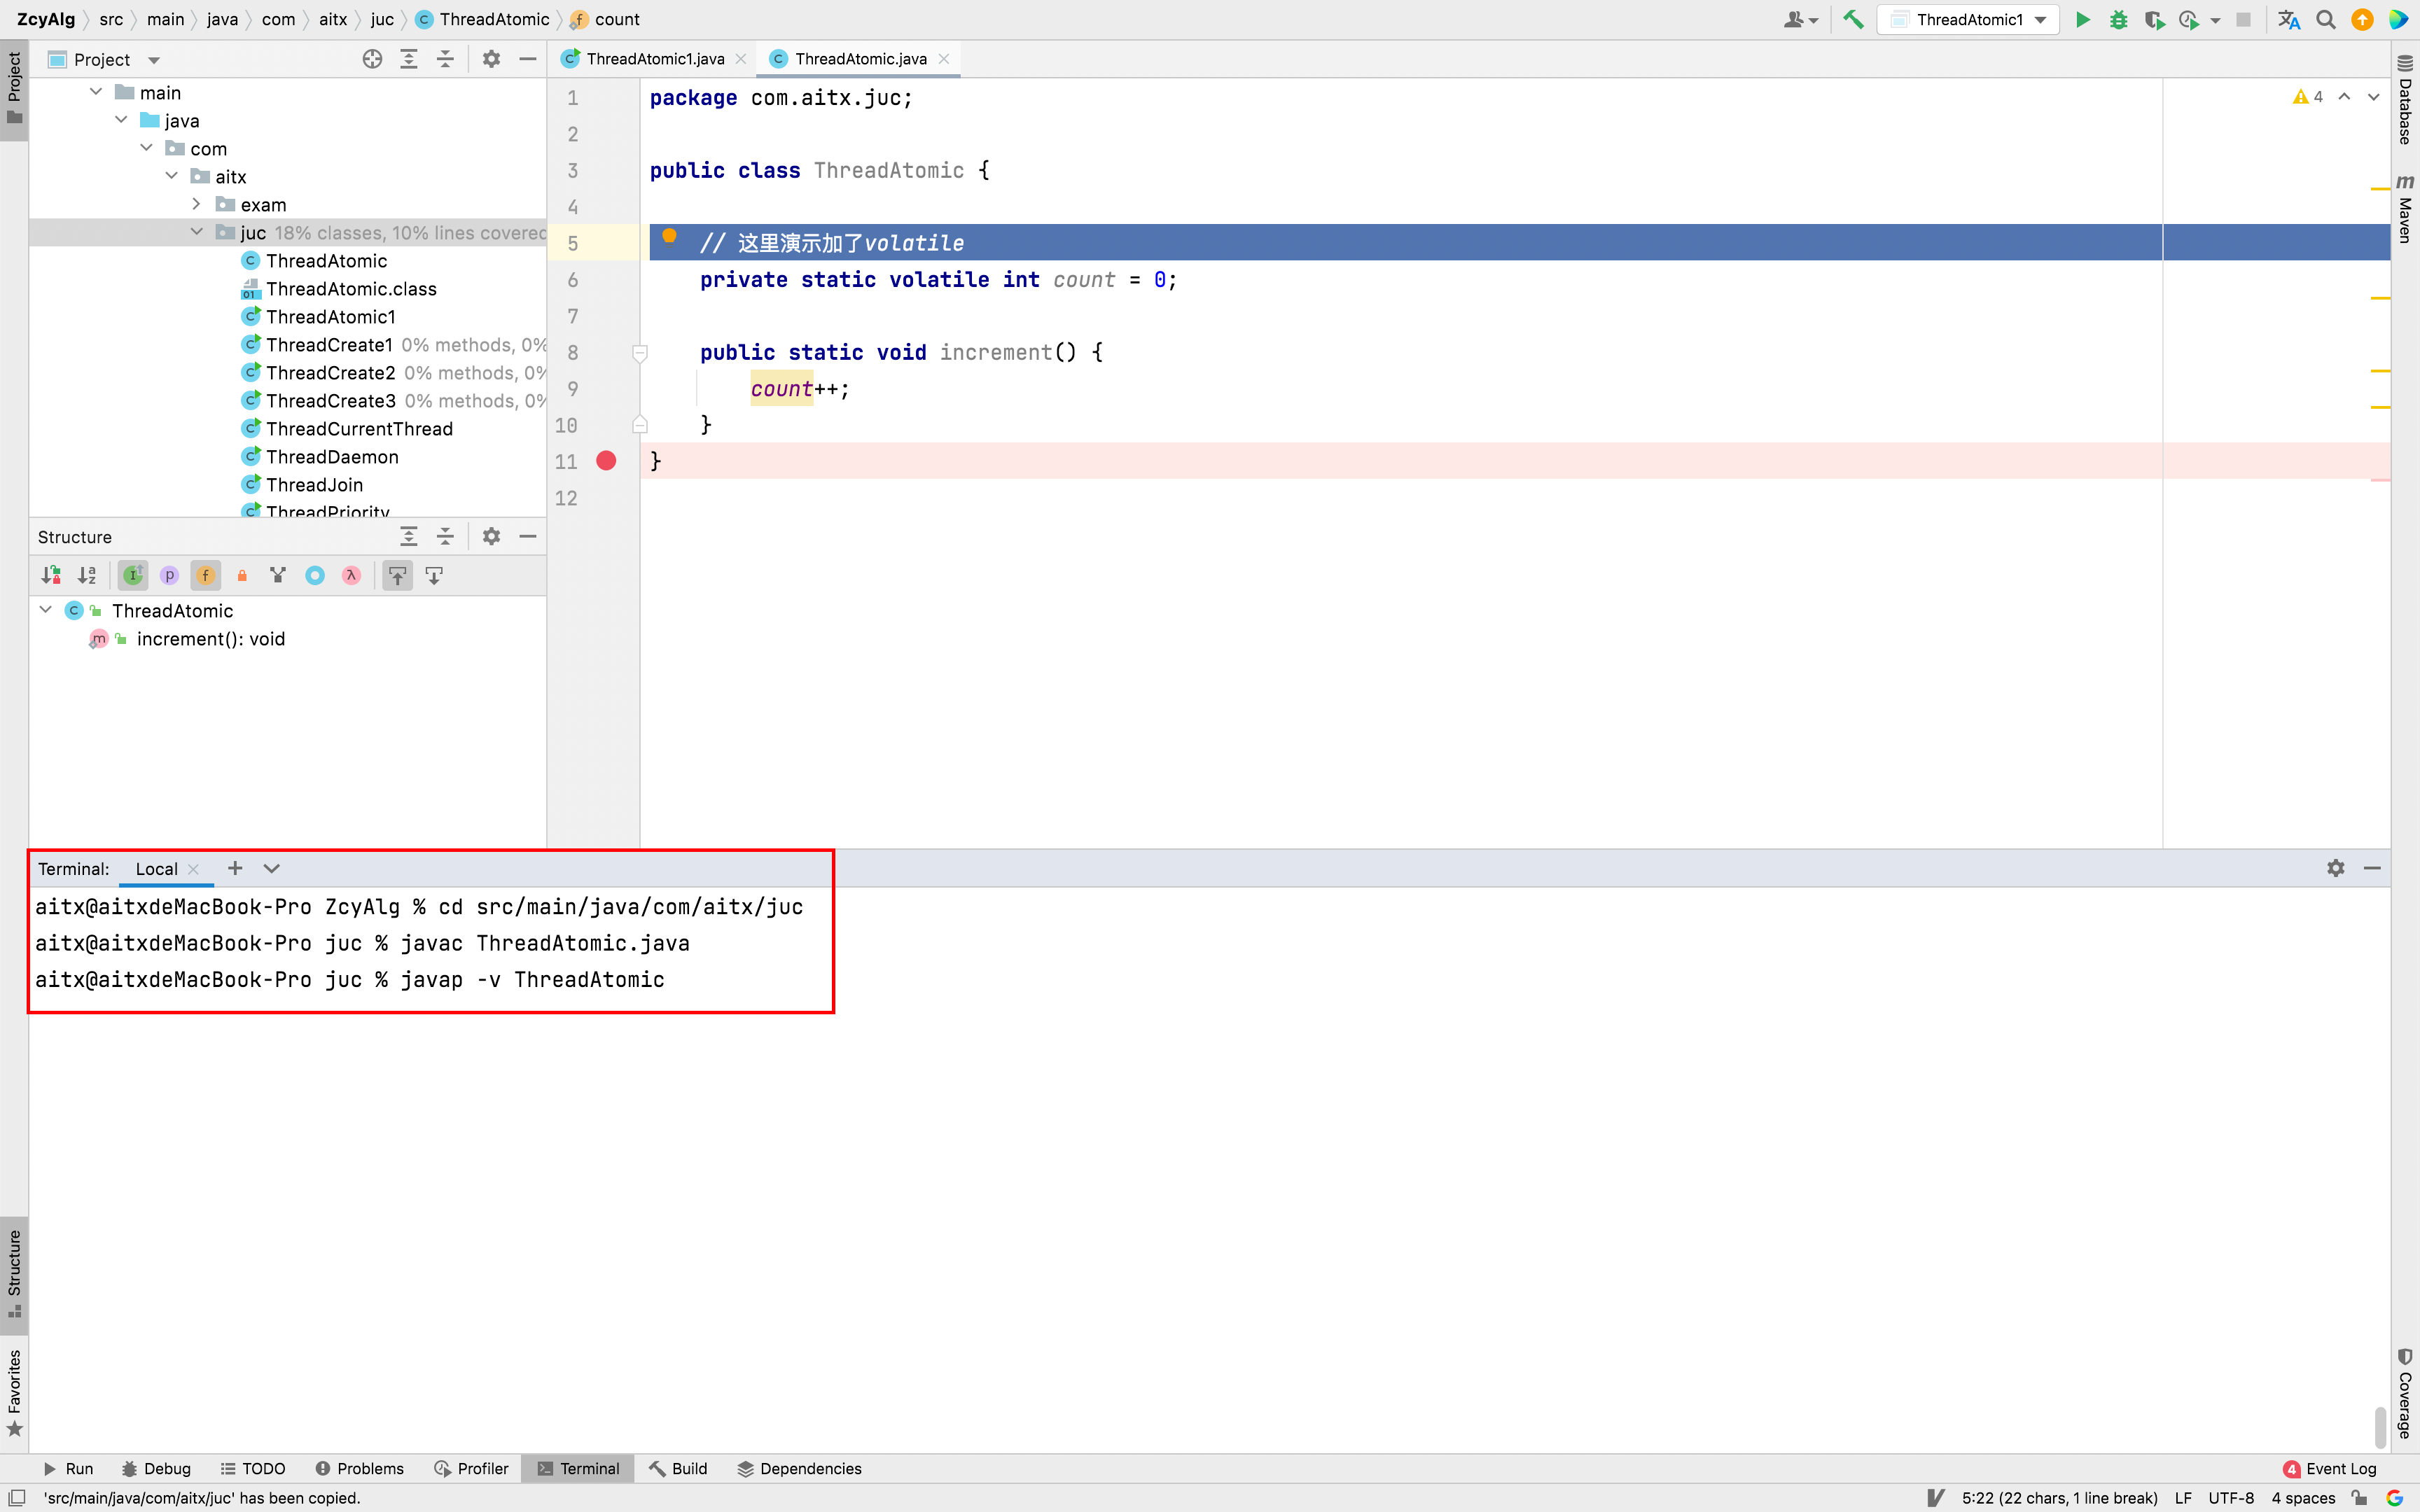 ZcyAlg src main java com aitx juc ThreadAtomic count
ThreadAtomic1
Project
ThreadAtomic1.java
ThreadAtomic.java
Project
main
java
com
aitx
exam
juc 18% classes, 10% lines covered
ThreadAtomic
ThreadAtomic.class
ThreadAtomic1
ThreadCreate1 0% methods, 0%
ThreadCreate2 0% methods, 0%
ThreadCreate3 0% methods, 0%
ThreadCurrentThread
ThreadDaemon
ThreadJoin
ThreadPriority
1 package com.aitx.juc;
2
3 public class ThreadAtomic {
4
5 // 这里演示加了volatile
6 private static volatile int count = 0;
7
8 public static void increment() {
9 count++;
10 }
11 }
12
4
Database
Maven
Structure
ThreadAtomic
increment(): void
Terminal: Local
aitx@aitxdeMacBook-Pro ZcyAlg % cd src/main/java/com/aitx/juc
aitx@aitxdeMacBook-Pro juc % javac ThreadAtomic.java
aitx@aitxdeMacBook-Pro juc % javap -v ThreadAtomic
Structure
Favorites
Coverage
Run Debug TODO Problems Profiler Terminal Build Dependencies
4 Event Log
'src/main/java/com/aitx/juc' has been copied.
5:22 (22 chars, 1 line break) LF UTF-8 4 spaces